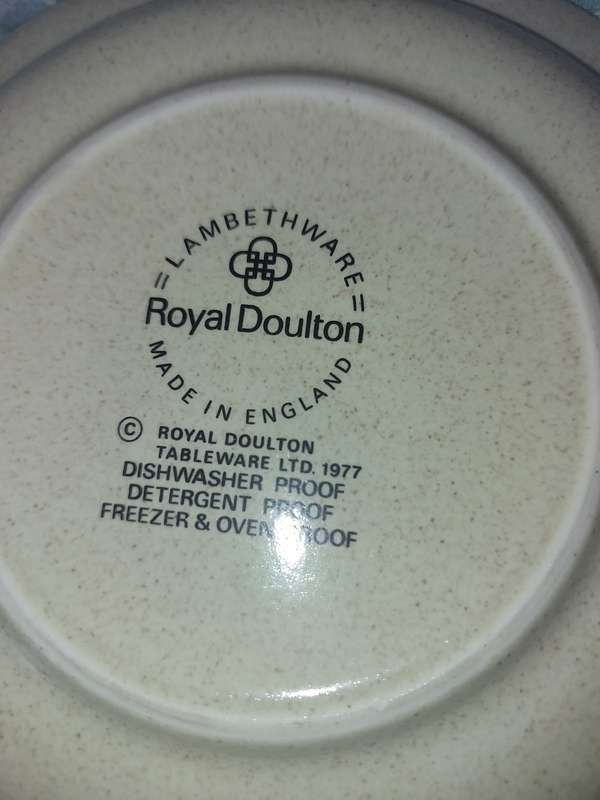 =LAMBETHWARE=
Royal Doulton
MADE IN ENGLAND
© ROYAL DOULTON
TABLEWARE LTD. 1977
DISHWASHER PROOF
DETERGENT PROOF
FREEZER & OVEN PROOF